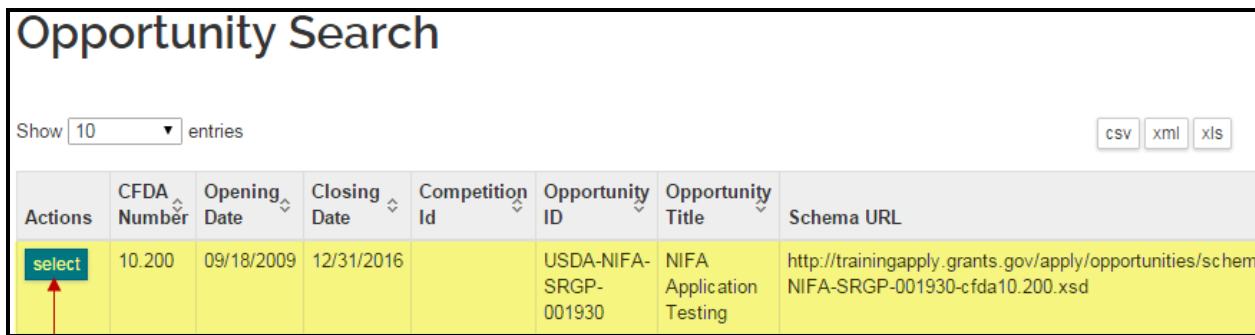 Opportunity Search
Show 10 entries
csv xml xls
Actions CFDA Number Opening Date Closing Date Competition Id Opportunity ID Opportunity Title Schema URL
select 10.200 09/18/2009 12/31/2016 USDA-NIFA-SRGP-001930 NIFA Application Testing http://trainingapply.grants.gov/apply/opportunities/schem
NIFA-SRGP-001930-cfda10.200.xsd